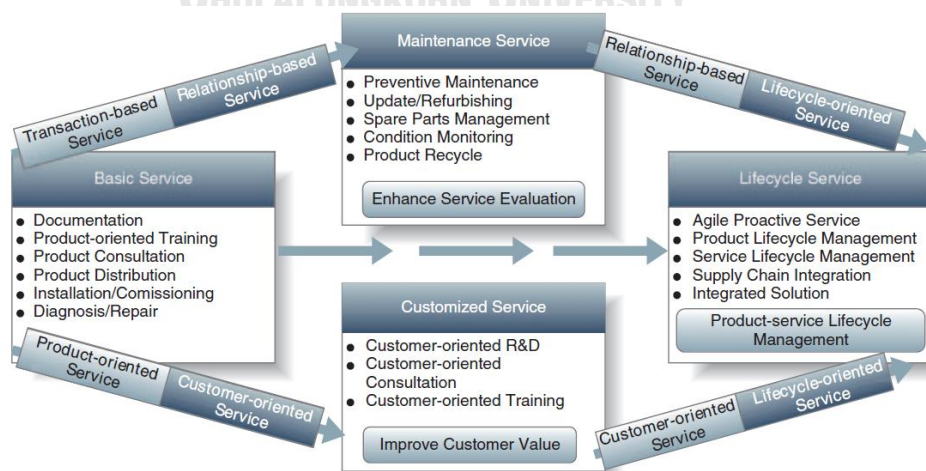 CHULALONGKORN UNIVERSITY
Transaction-based
Service
Relationship-based
Service
Maintenance Service
● Preventive Maintenance
● Update/Refurbishing
● Spare Parts Management
● Condition Monitoring
● Product Recycle
Enhance Service Evaluation
Relationship-based
Service
Lifecycle-oriented
Service
Basic Service
● Documentation
● Product-oriented Training
● Product Consultation
● Product Distribution
● Installation/Comissioning
● Diagnosis/Repair
Lifecycle Service
● Agile Proactive Service
● Product Lifecycle Management
● Service Lifecycle Management
● Supply Chain Integration
● Integrated Solution
Product-service Lifecycle
Management
Product-oriented
Service
Customer-oriented
Service
Customized Service
● Customer-oriented R&D
● Customer-oriented
Consultation
● Customer-oriented Training
Improve Customer Value
Customer-oriented
Service
Lifecycle-oriented
Service